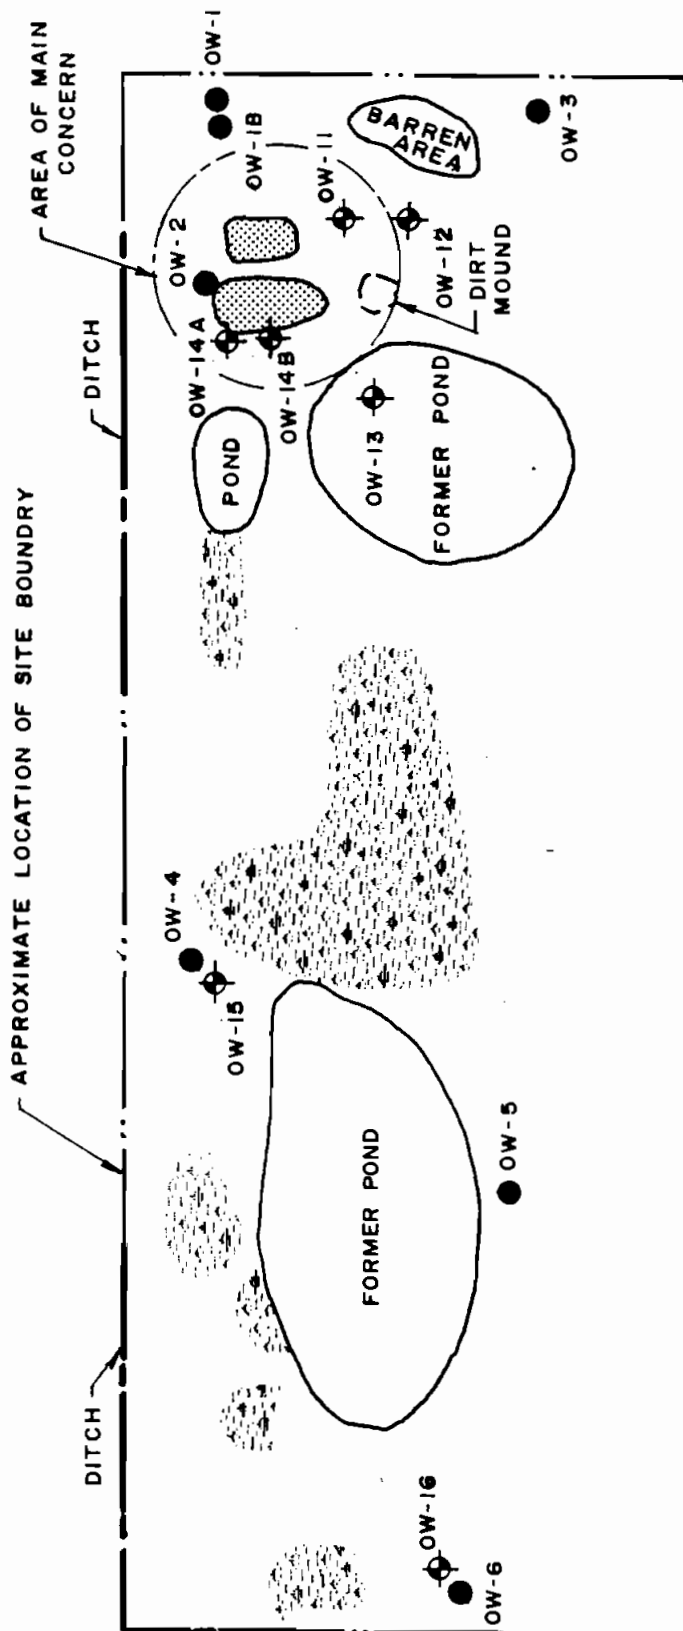 APPROXIMATE LOCATION OF SITE BOUNDRY
AREA OF MAIN
CONCERN
DITCH
DITCH
OW-1
OW-1B
OW-2
OW-11
BARREN
AREA
OW-3
OW-12
DIRT
MOUND
OW-14A
OW-14B
POND
OW-13
FORMER POND
OW-4
OW-15
FORMER POND
OW-5
OW-16
OW-6